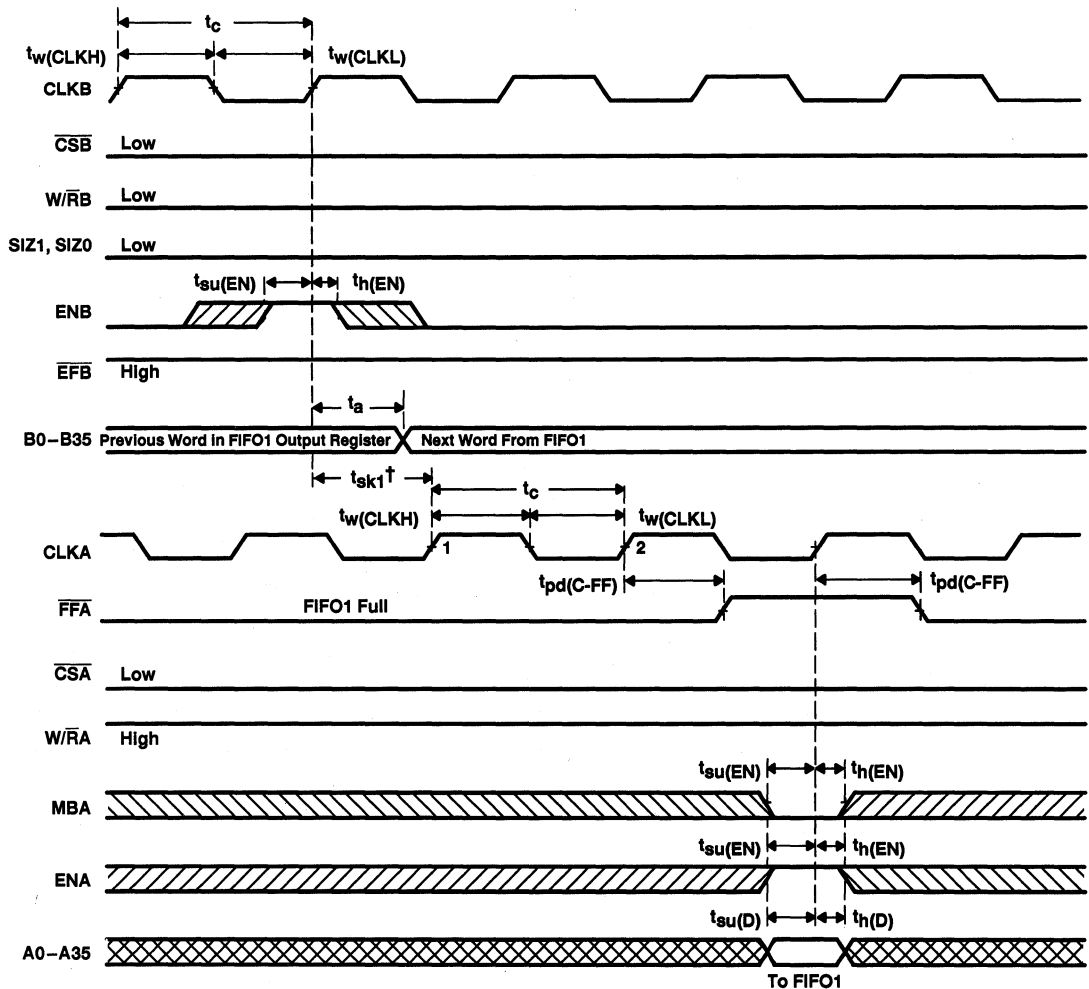 tc
tw(CLKH) tw(CLKL)
CLKB
CSB Low
W/RB Low
SIZ1, SIZ0 Low
tsu(EN) th(EN)
ENB
EFB High
ta
B0–B35 Previous Word in FIFO1 Output Register Next Word From FIFO1
tsk1†
tc
tw(CLKH) tw(CLKL)
CLKA 1 2
tpd(C-FF) tpd(C-FF)
FFA FIFO1 Full
CSA Low
W/RA High
tsu(EN) th(EN)
MBA
tsu(EN) th(EN)
ENA
tsu(D) th(D)
A0–A35
To FIFO1